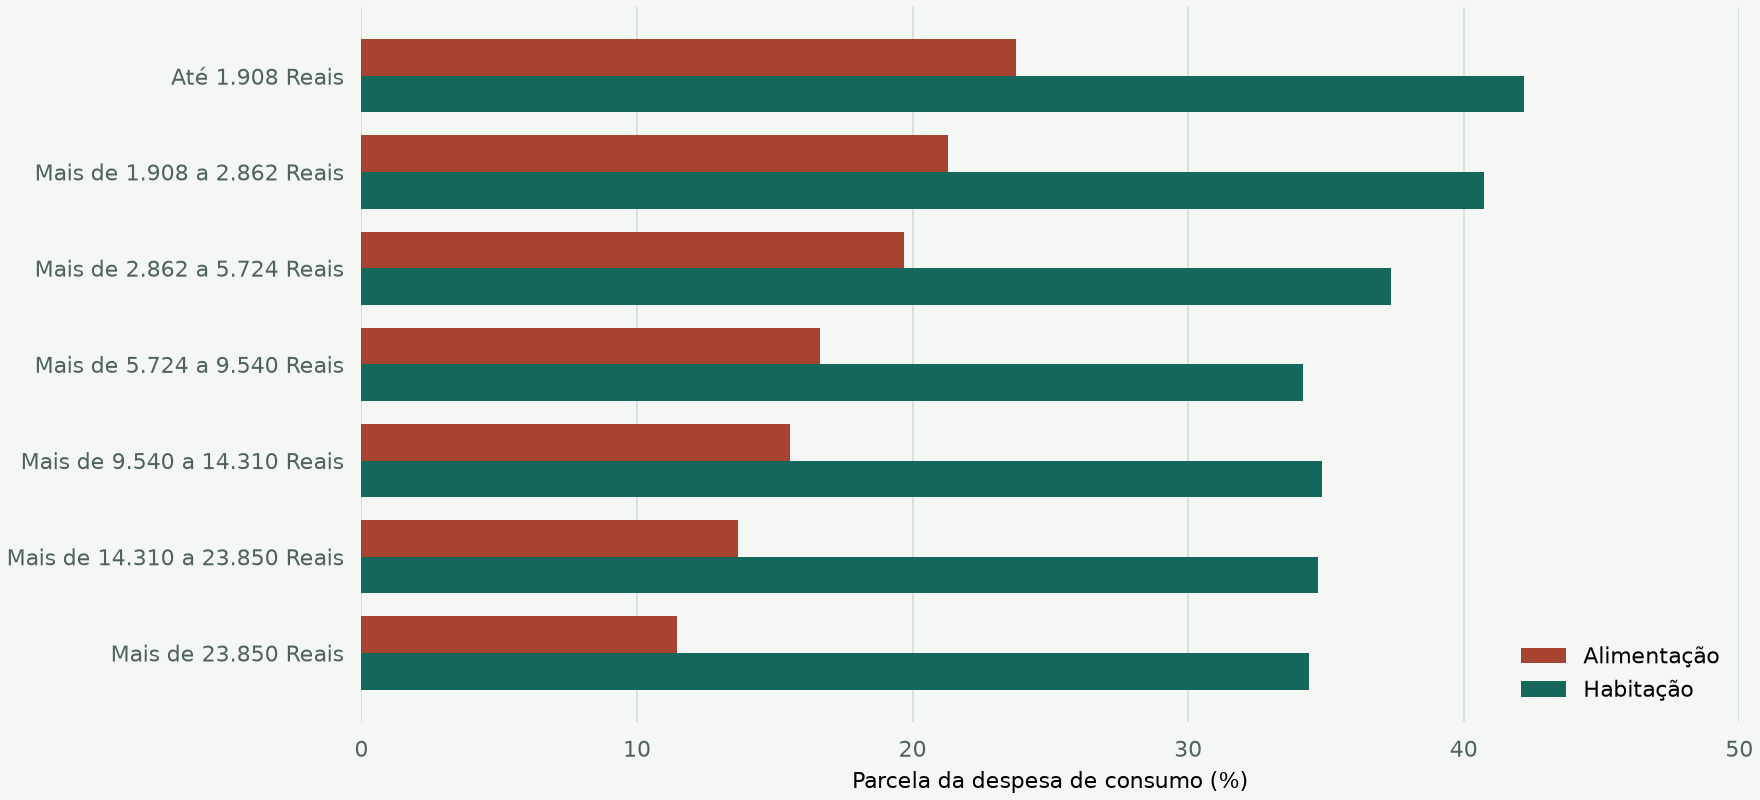 Até 1.908 Reais
Mais de 1.908 a 2.862 Reais
Mais de 2.862 a 5.724 Reais
Mais de 5.724 a 9.540 Reais
Mais de 9.540 a 14.310 Reais
Mais de 14.310 a 23.850 Reais
Mais de 23.850 Reais
Alimentação
Habitação
0 10 20 30 40 50
Parcela da despesa de consumo (%)